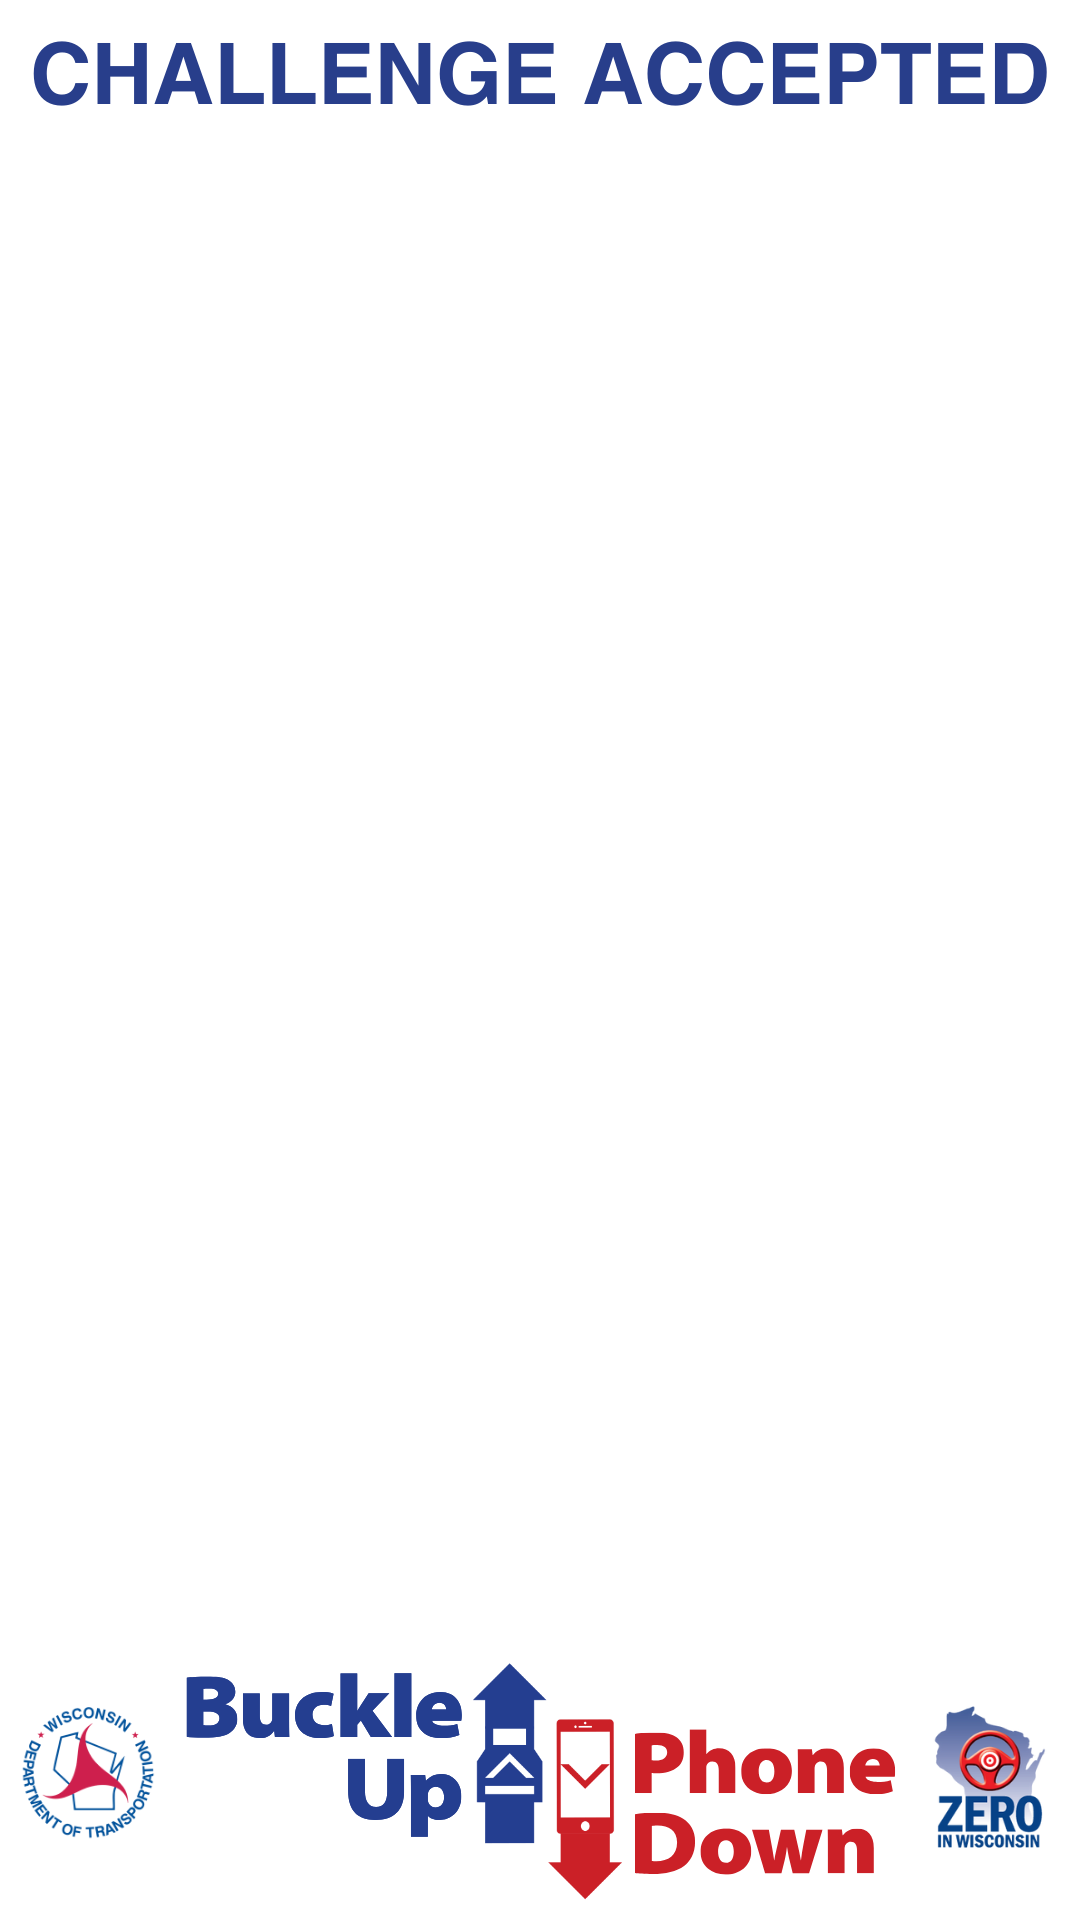 CHALLENGE ACCEPTED
Buckle
Up
Phone
Down
WISCONSIN
DEPARTMENT OF TRANSPORTATION
ZERO
IN WISCONSIN